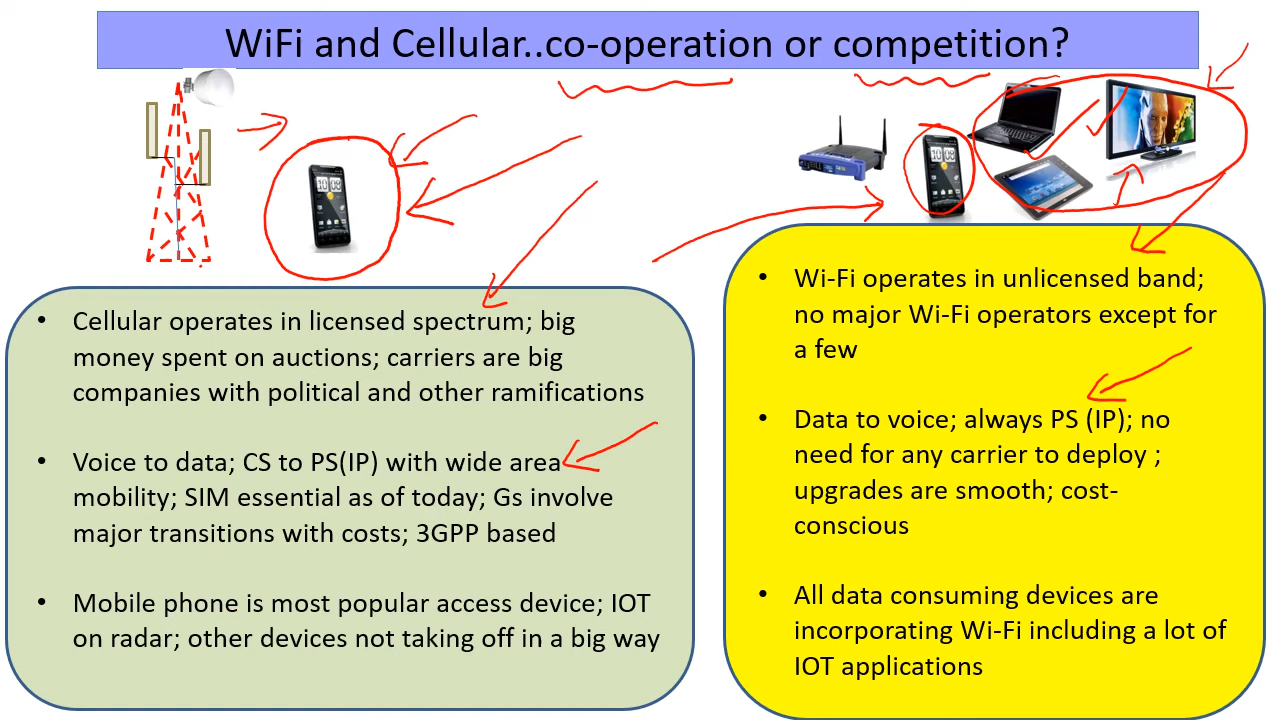 WiFi and Cellular..co-operation or competition?
• Cellular operates in licensed spectrum; big
money spent on auctions; carriers are big
companies with political and other ramifications
• Voice to data; CS to PS(IP) with wide area
mobility; SIM essential as of today; Gs involve
major transitions with costs; 3GPP based
• Mobile phone is most popular access device; IOT
on radar; other devices not taking off in a big way
• Wi-Fi operates in unlicensed band;
no major Wi-Fi operators except for
a few
• Data to voice; always PS (IP); no
need for any carrier to deploy ;
upgrades are smooth; cost-
conscious
• All data consuming devices are
incorporating Wi-Fi including a lot of
IOT applications